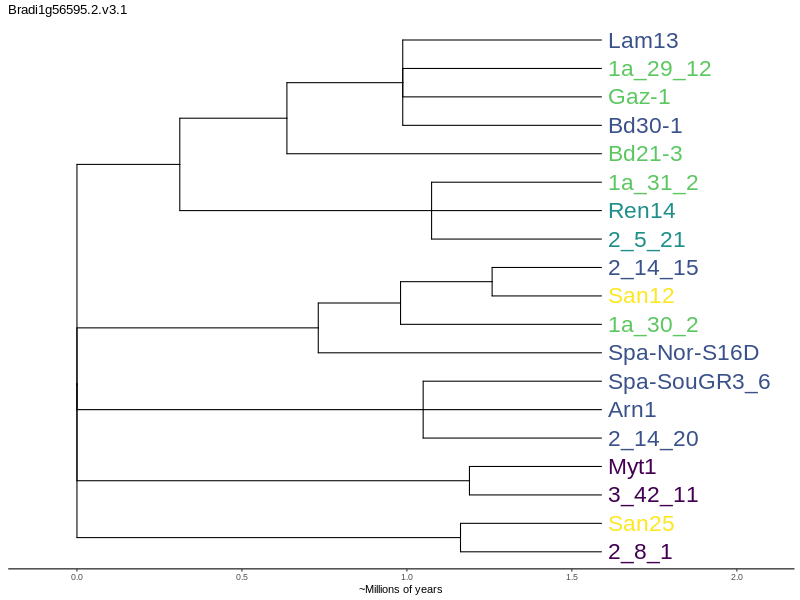 Bradi1g56595.2.v3.1
Lam13
1a_29_12
Gaz-1
Bd30-1
Bd21-3
1a_31_2
Ren14
2_5_21
2_14_15
San12
1a_30_2
Spa-Nor-S16D
Spa-SouGR3_6
Arn1
2_14_20
Myt1
3_42_11
San25
2_8_1
0.0 0.5 1.0 1.5 2.0
~Millions of years